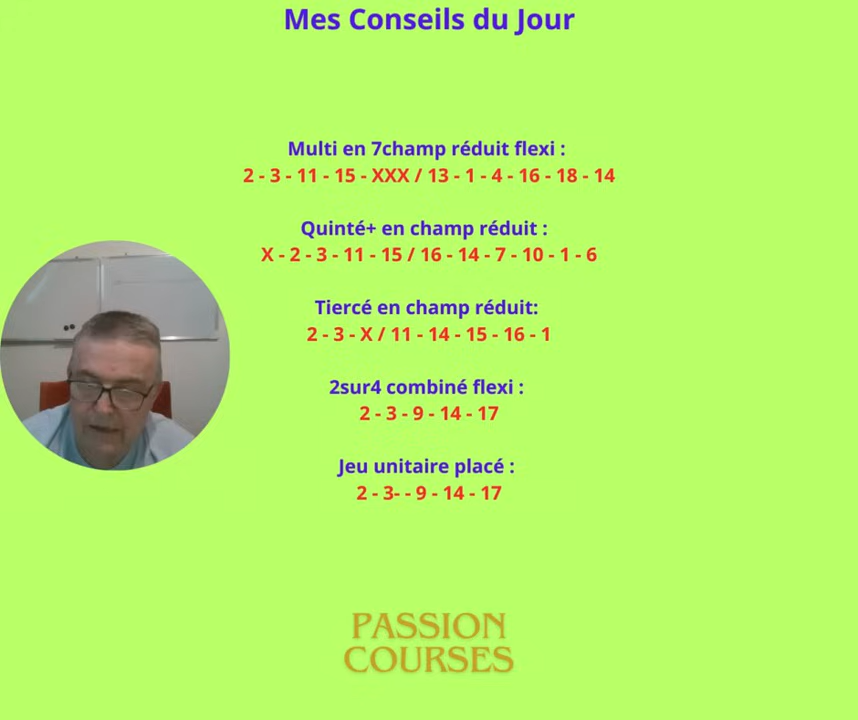 Mes Conseils du Jour
Multi en 7champ réduit flexi :
2 - 3 - 11 - 15 - XXX / 13 - 1 - 4 - 16 - 18 - 14
Quinté+ en champ réduit :
X - 2 - 3 - 11 - 15 / 16 - 14 - 7 - 10 - 1 - 6
Tiercé en champ réduit:
2 - 3 - X / 11 - 14 - 15 - 16 - 1
2sur4 combiné flexi :
2 - 3 - 9 - 14 - 17
Jeu unitaire placé :
2 - 3- - 9 - 14 - 17
PASSION
COURSES